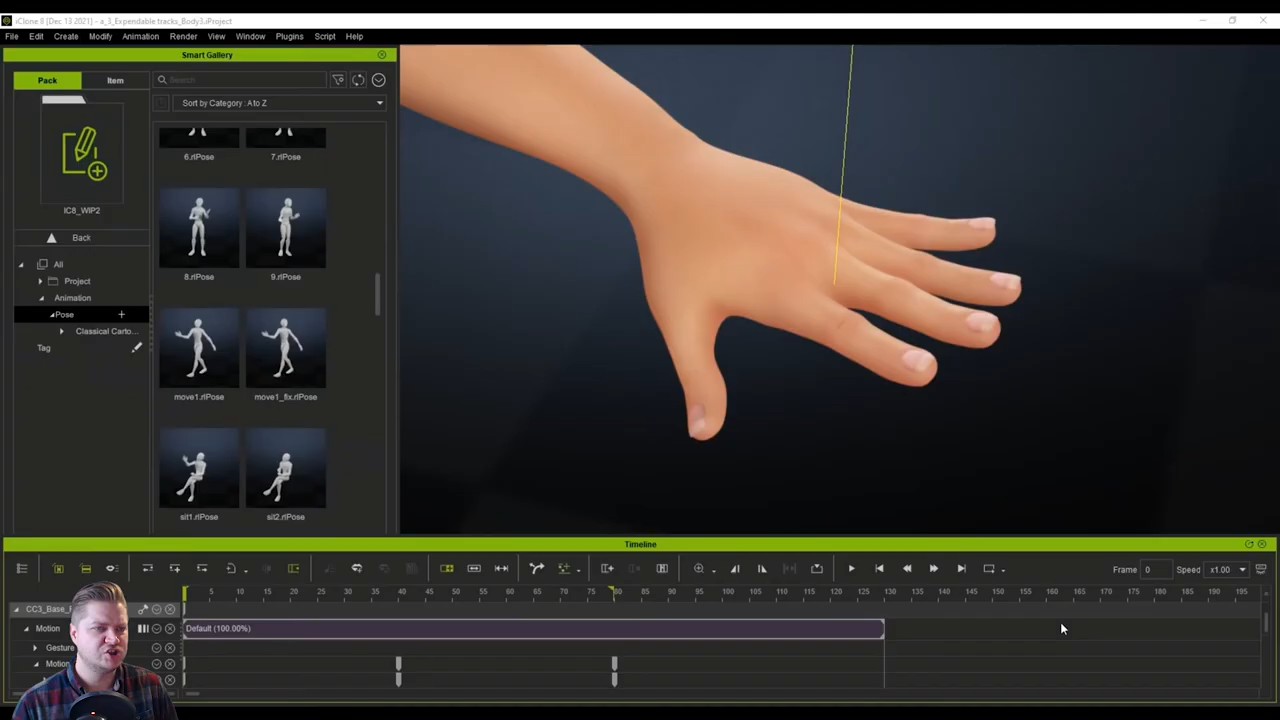 iClone 8 [Dec 13 2021] - a_3_Expendable tracks_Body3.iProject
File Edit Create Modify Animation Render View Window Plugins Script Help
Smart Gallery
Pack Item
Search
Sort by Category : A to Z
6.rlPose 7.rlPose
IC8_WIP2
Back
8.rlPose 9.rlPose
All
Project
Animation
Pose +
Classical Carto...
Tag
move1.rlPose move1_fix.rlPose
sit1.rlPose sit2.rlPose
Timeline
Frame 0 Speed x1.00
5 10 15 20 25 30 35 40 45 50 55 60 65 70 75 80 85 90 95 100 105 110 115 120 125 130 135 140 145 150 155 160 165 170 175 180 185 190 195
CC3_Base_
Motion Default (100.00%)
Gesture
Motion